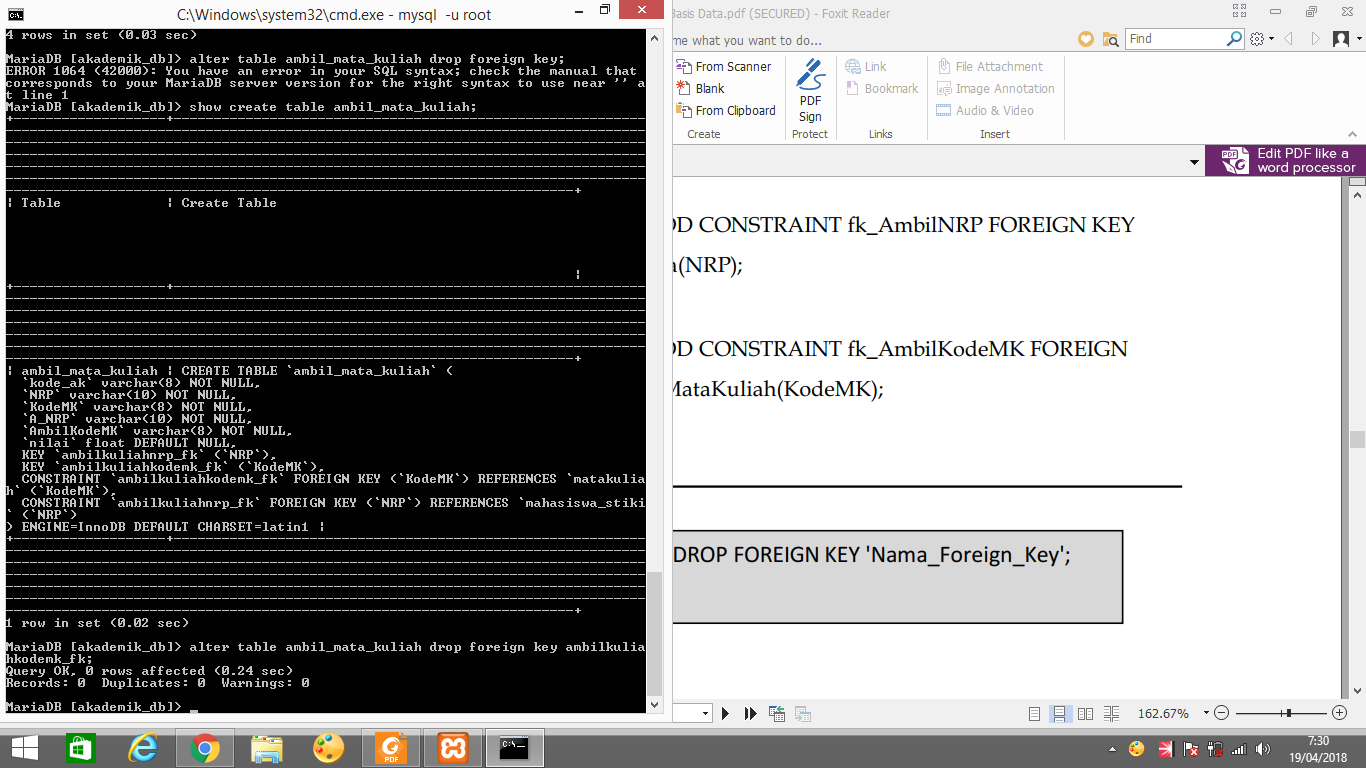 C:\Windows\system32\cmd.exe - mysql -u root
4 rows in set (0.03 sec)
MariaDB [akademik_db]> alter table ambil_mata_kuliah drop foreign key;
ERROR 1064 (42000): You have an error in your SQL syntax; check the manual that
corresponds to your MariaDB server version for the right syntax to use near '' a
t line 1
MariaDB [akademik_db]> show create table ambil_mata_kuliah;
| Table | Create Table
|
| ambil_mata_kuliah | CREATE TABLE `ambil_mata_kuliah` (
`kode_ak` varchar(8) NOT NULL,
`NRP` varchar(10) NOT NULL,
`KodeMK` varchar(8) NOT NULL,
`A_NRP` varchar(10) NOT NULL,
`AmbilKodeMK` varchar(8) NOT NULL,
`nilai` float DEFAULT NULL,
KEY `ambilkuliahnrp_fk` (`NRP`),
KEY `ambilkuliahkodemk_fk` (`KodeMK`),
CONSTRAINT `ambilkuliahkodemk_fk` FOREIGN KEY (`KodeMK`) REFERENCES `matakulia
h` (`KodeMK`),
CONSTRAINT `ambilkuliahnrp_fk` FOREIGN KEY (`NRP`) REFERENCES `mahasiswa_stiki`
(`NRP`)
) ENGINE=InnoDB DEFAULT CHARSET=latin1 |
1 row in set (0.02 sec)
MariaDB [akademik_db]> alter table ambil_mata_kuliah drop foreign key ambilkulia
hkodemk_fk;
Query OK, 0 rows affected (0.24 sec)
Records: 0 Duplicates: 0 Warnings: 0
MariaDB [akademik_db]> _
Basis Data.pdf (SECURED) - Foxit Reader
me what you want to do...
Find
From Scanner
Blank
From Clipboard
Create
PDF
Sign
Protect
Link
Bookmark
Links
File Attachment
Image Annotation
Audio & Video
Insert
PDF
Edit PDF like a
word processor
DD CONSTRAINT fk_AmbilNRP FOREIGN KEY
a(NRP);
DD CONSTRAINT fk_AmbilKodeMK FOREIGN
MataKuliah(KodeMK);
DROP FOREIGN KEY 'Nama_Foreign_Key';
162.67%
PDF
C:\
7:30
19/04/2018